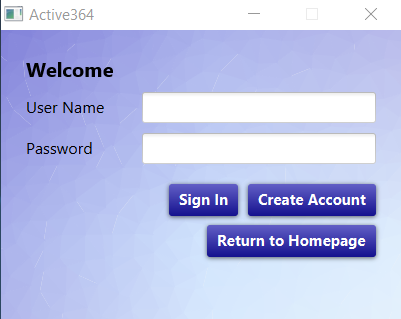 Active364
Welcome
User Name
Password
Sign In Create Account
Return to Homepage